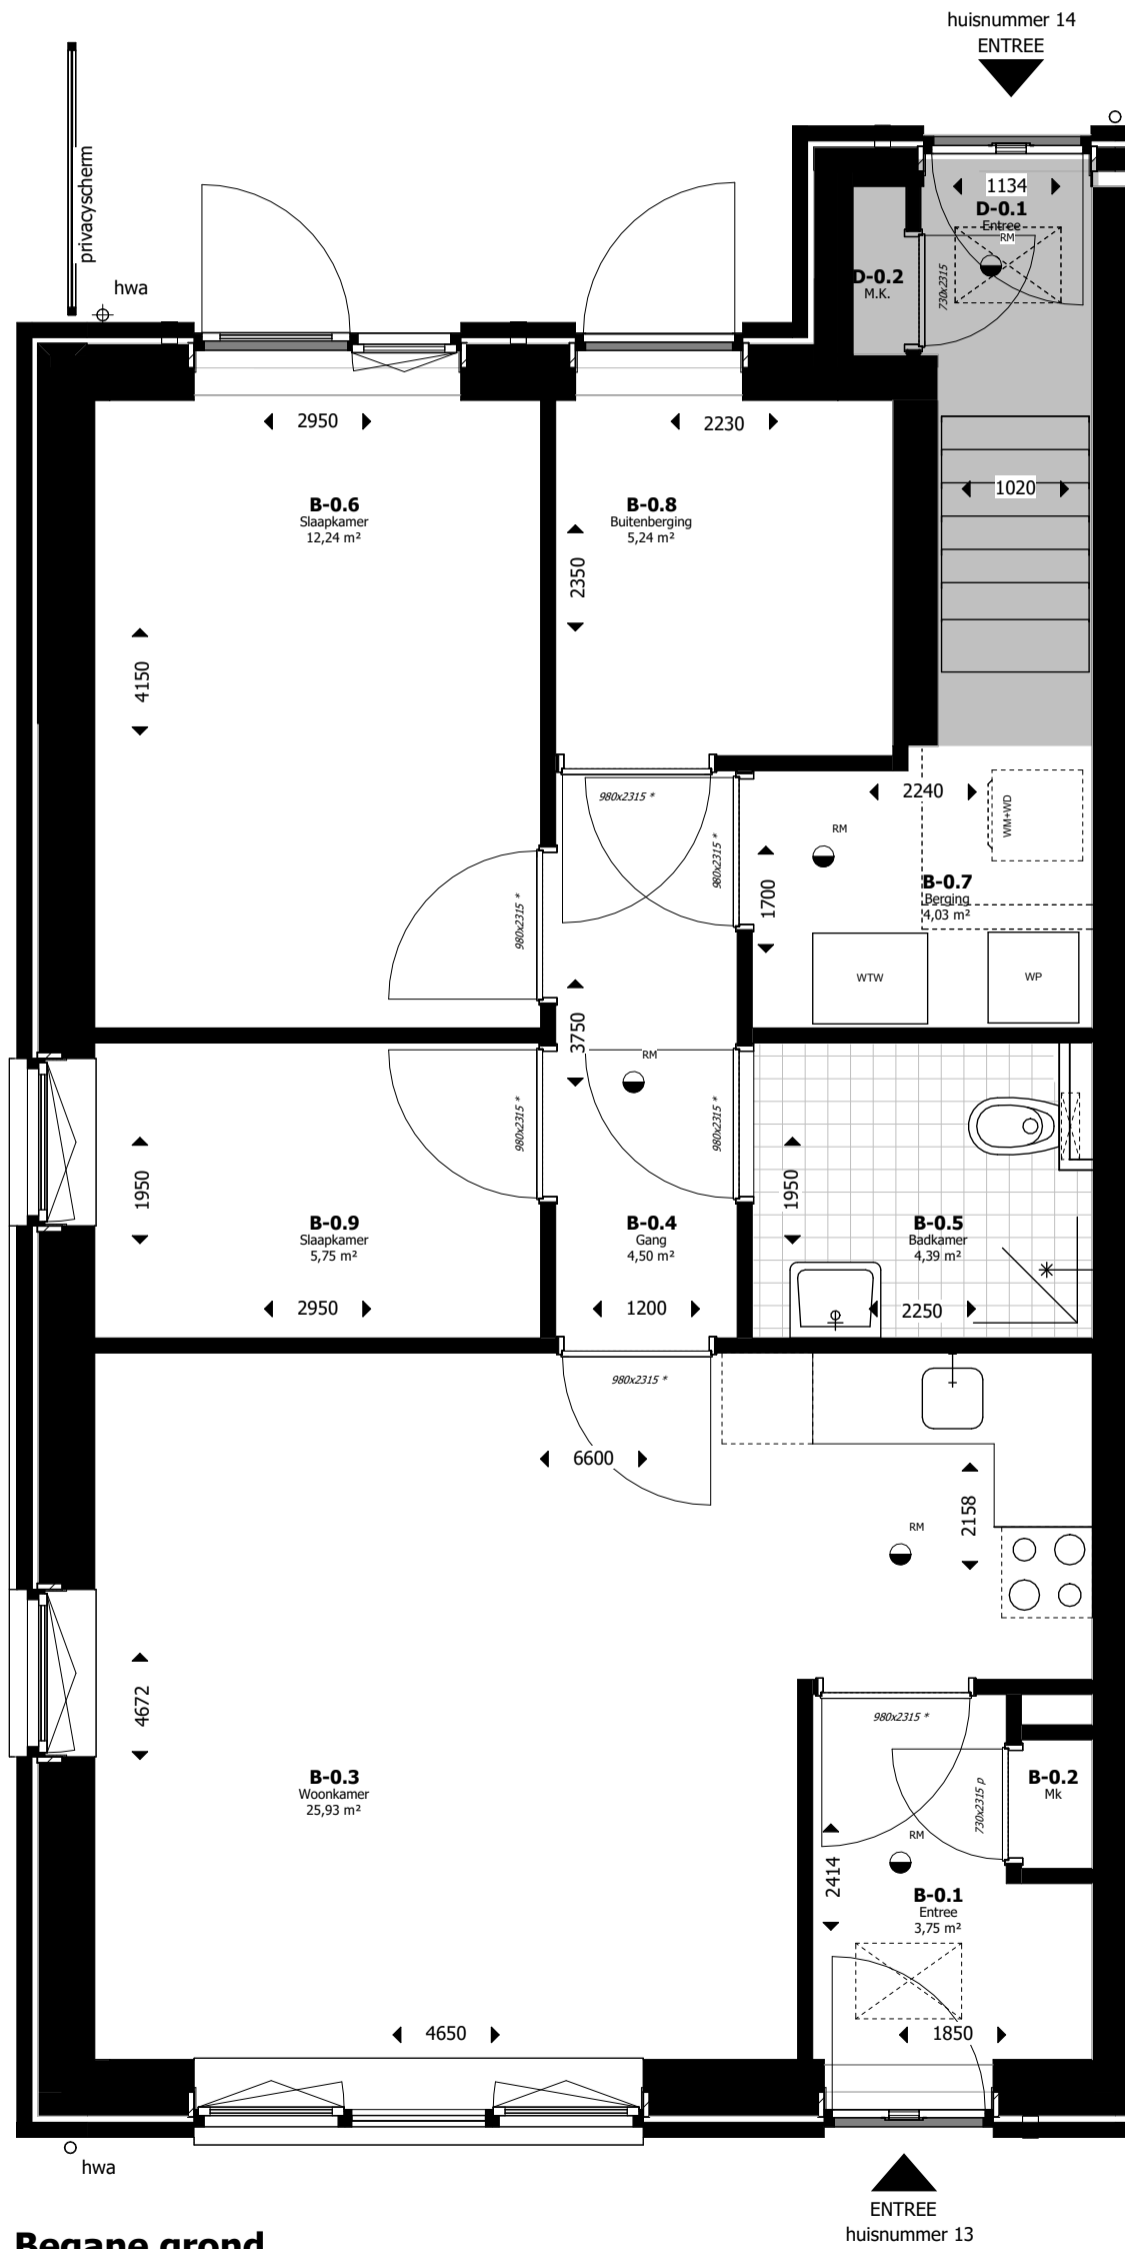 huisnummer 14
ENTREE
privacyscherm
hwa
1134
D-0.1
Entree
RM
D-0.2
M.K.
730x2315
2950
2230
B-0.6
Slaapkamer
12,24 m²
B-0.8
Buitenberging
5,24 m²
1020
2350
4150
980x2315 *
980x2315 *
2240
WM+WD
RM
1700
B-0.7
Berging
4,03 m²
980x2315 *
WTW
WP
3750
RM
980x2315 *
980x2315 *
1950
1950
B-0.9
Slaapkamer
5,75 m²
B-0.4
Gang
4,50 m²
B-0.5
Badkamer
4,39 m²
2950
1200
2250
980x2315 *
6600
2158
RM
4672
980x2315 *
B-0.3
Woonkamer
25,93 m²
730x2315 p
B-0.2
Mk
RM
2414
B-0.1
Entree
3,75 m²
4650
1850
hwa
ENTREE
huisnummer 13
Begane grond